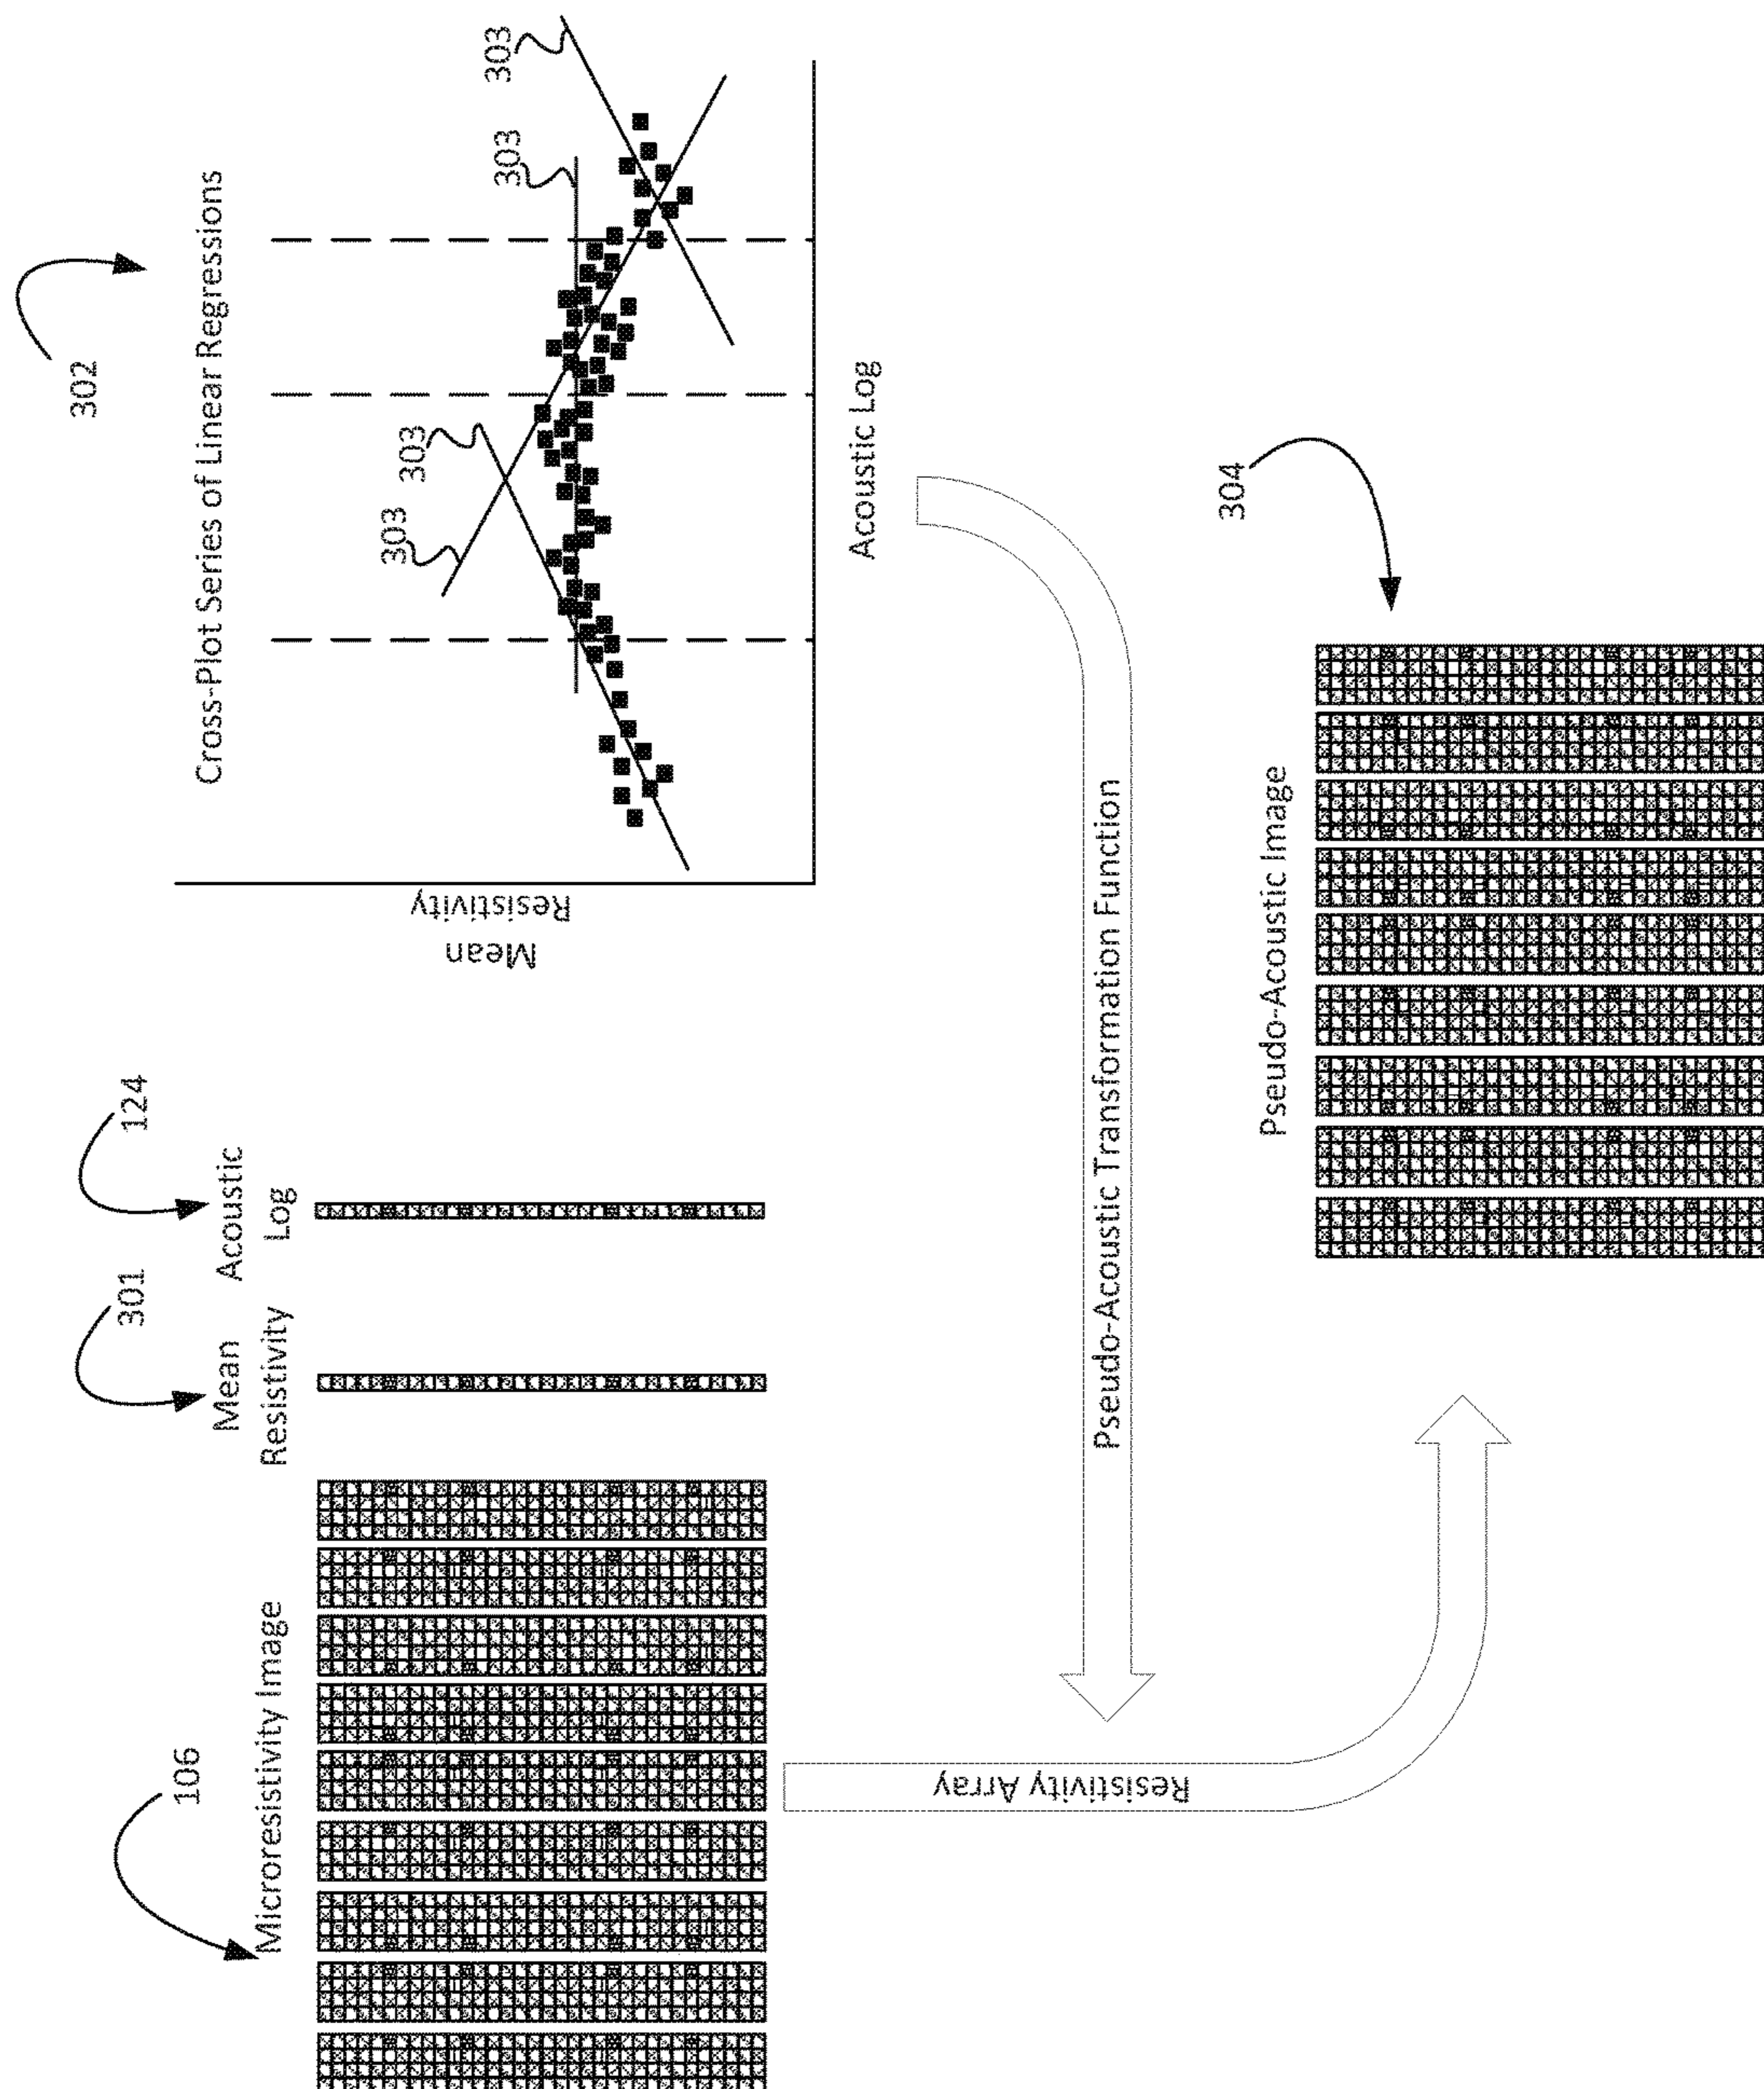 106
Microresistivity Image
301
Mean
Resistivity
124
Acoustic
Log
302
Cross-Plot Series of Linear Regressions
Mean
Resistivity
303
303
303
303
Acoustic Log
Resistivity Array
Pseudo-Acoustic Transformation Function
Pseudo-Acoustic Image
304